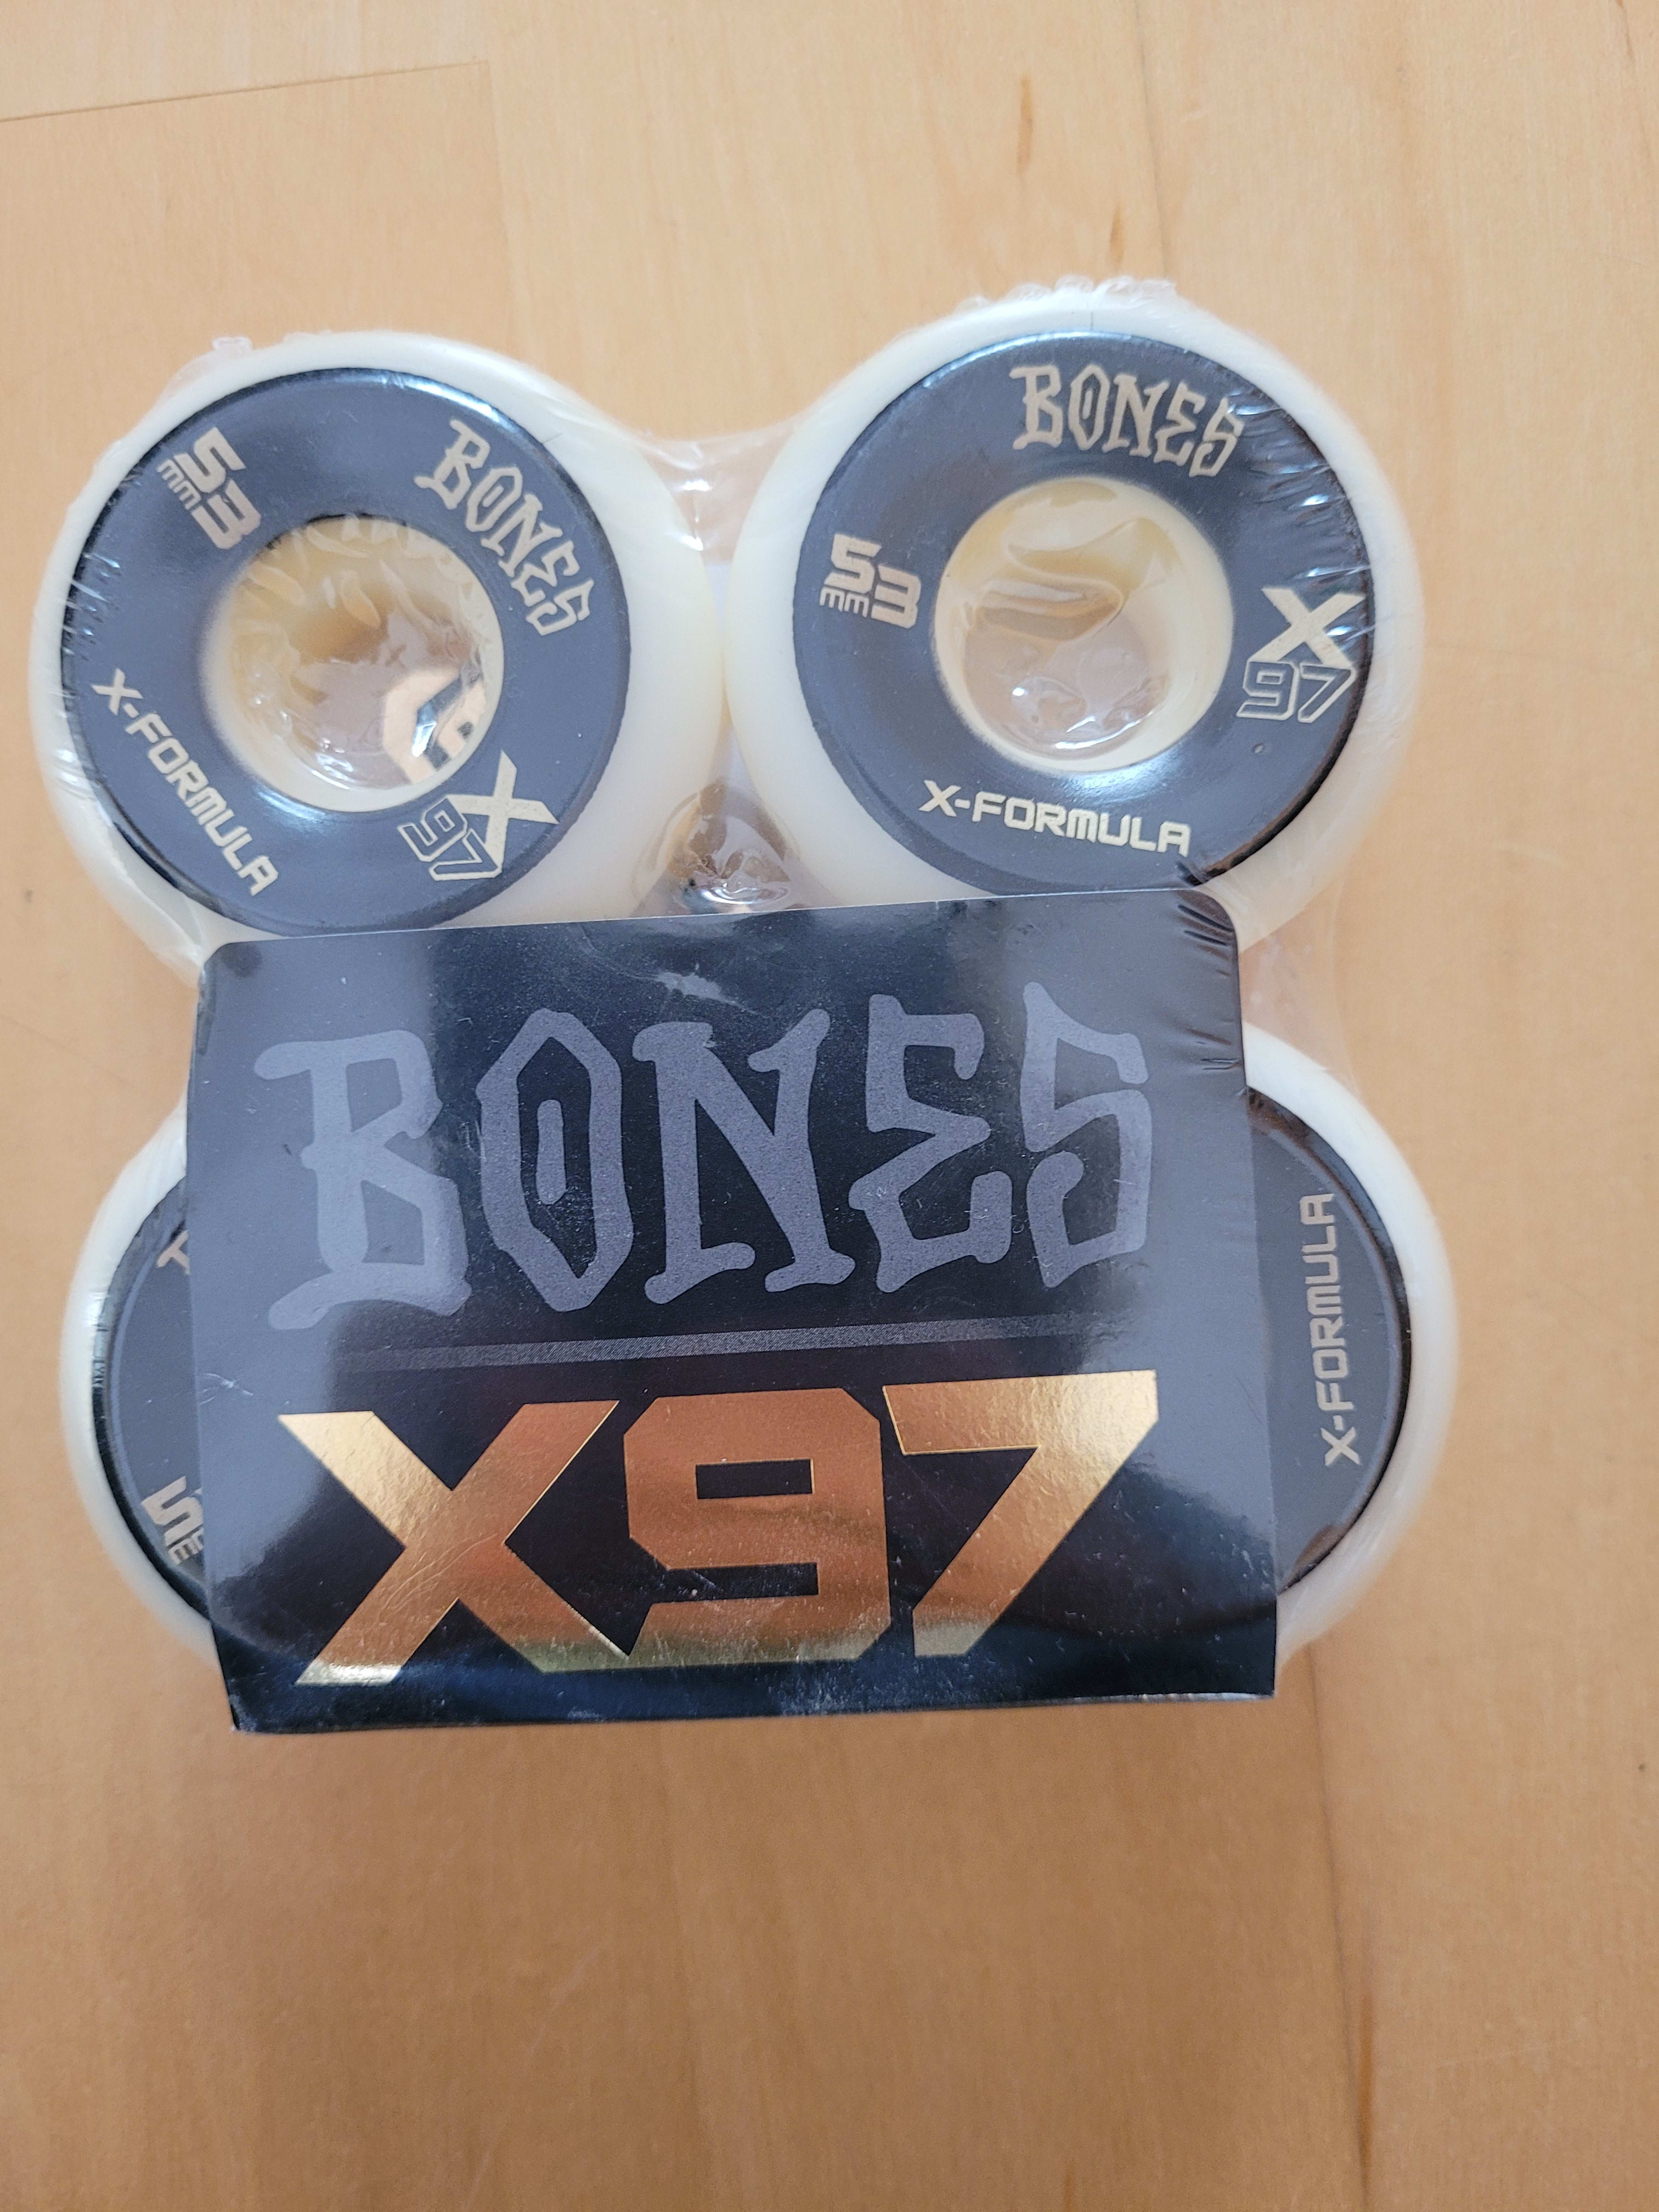 BONES
53
mm
X
97
X-FORMULA
BONES
53
mm
X
97
X-FORMULA
BONES
X97
X-FORMULA